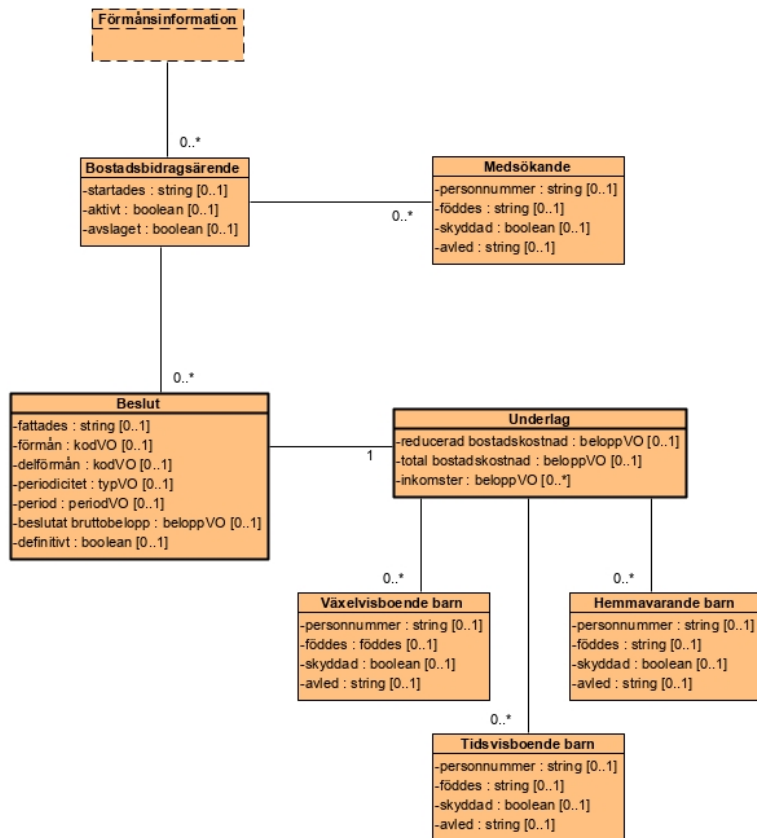 Förmånsinformation
0..*
Bostadsbidragsärende
-startades : string [0..1]
-aktivt : boolean [0..1]
-avslaget : boolean [0..1]
0..*
Medsökande
-personnummer : string [0..1]
-föddes : string [0..1]
-skyddad : boolean [0..1]
-avled : string [0..1]
0..*
Beslut
-fattades : string [0..1]
-förmån : kodVO [0..1]
-delförmån : kodVO [0..1]
-periodicitet : typVO [0..1]
-period : periodVO [0..1]
-beslutat bruttobelopp : beloppVO [0..1]
-definitivt : boolean [0..1]
1
Underlag
-reducerad bostadskostnad : beloppVO [0..1]
-total bostadskostnad : beloppVO [0..1]
-inkomster : beloppVO [0..*]
0..*
Växelvisboende barn
-personnummer : string [0..1]
-föddes : föddes [0..1]
-skyddad : boolean [0..1]
-avled : string [0..1]
0..*
Hemmavarande barn
-personnummer : string [0..1]
-föddes : string [0..1]
-skyddad : boolean [0..1]
-avled : string [0..1]
0..*
Tidsvisboende barn
-personnummer : string [0..1]
-föddes : string [0..1]
-skyddad : boolean [0..1]
-avled : string [0..1]